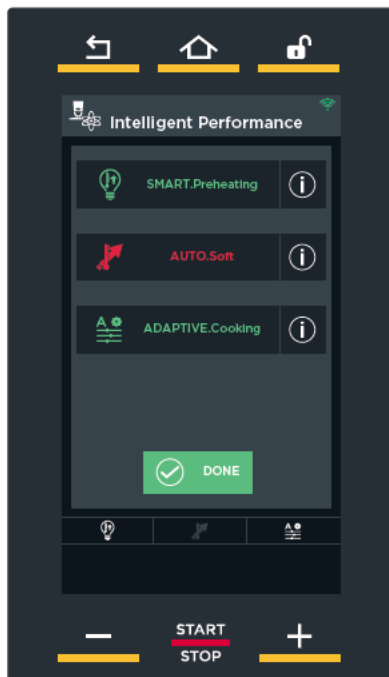 Intelligent Performance
SMART.Preheating
AUTO.Soft
ADAPTIVE.Cooking
DONE
START
STOP